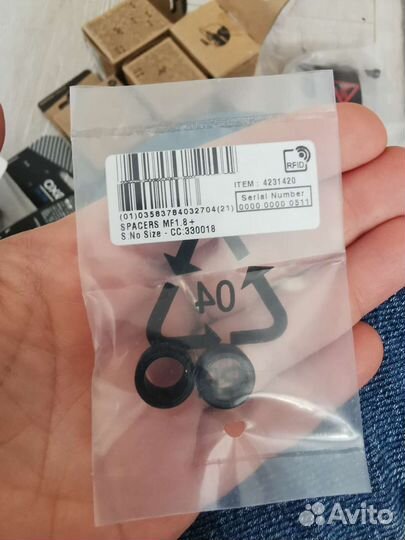 RFID
ITEM : 4231420
Serial Number
0000 0000 0511
(01)03583784032704(21)
SPACERS MF1.8+
S.No Size - CC:330018
04
ONE
Avito